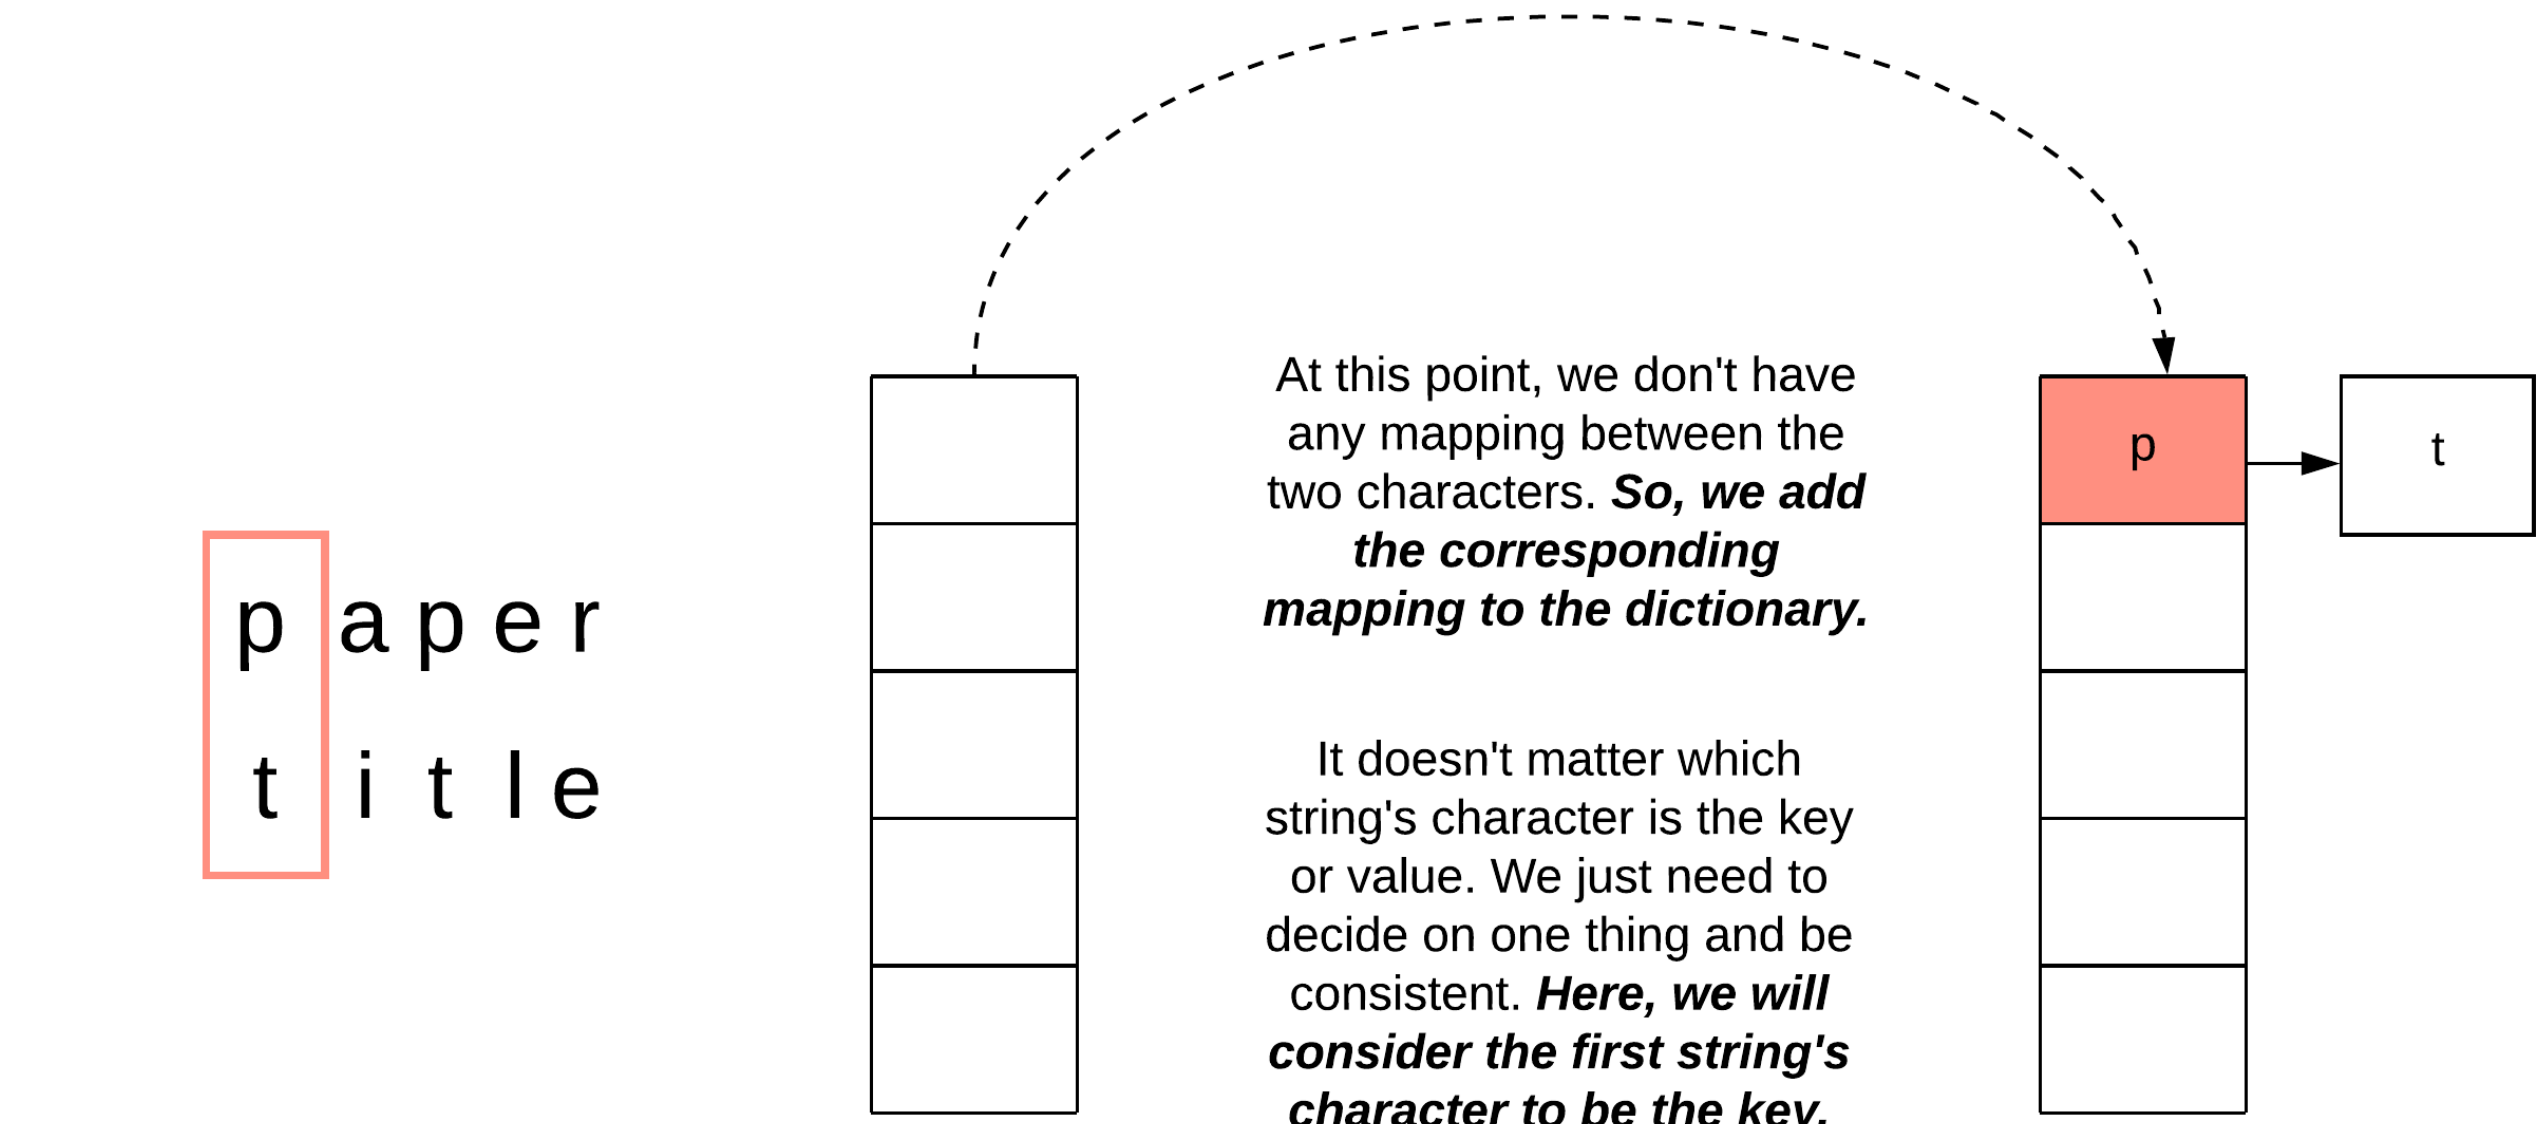 p a p e r
t i t l e
At this point, we don't have
any mapping between the
two characters. So, we add
the corresponding
mapping to the dictionary.
It doesn't matter which
string's character is the key
or value. We just need to
decide on one thing and be
consistent. Here, we will
consider the first string's
character to be the key.
p
t